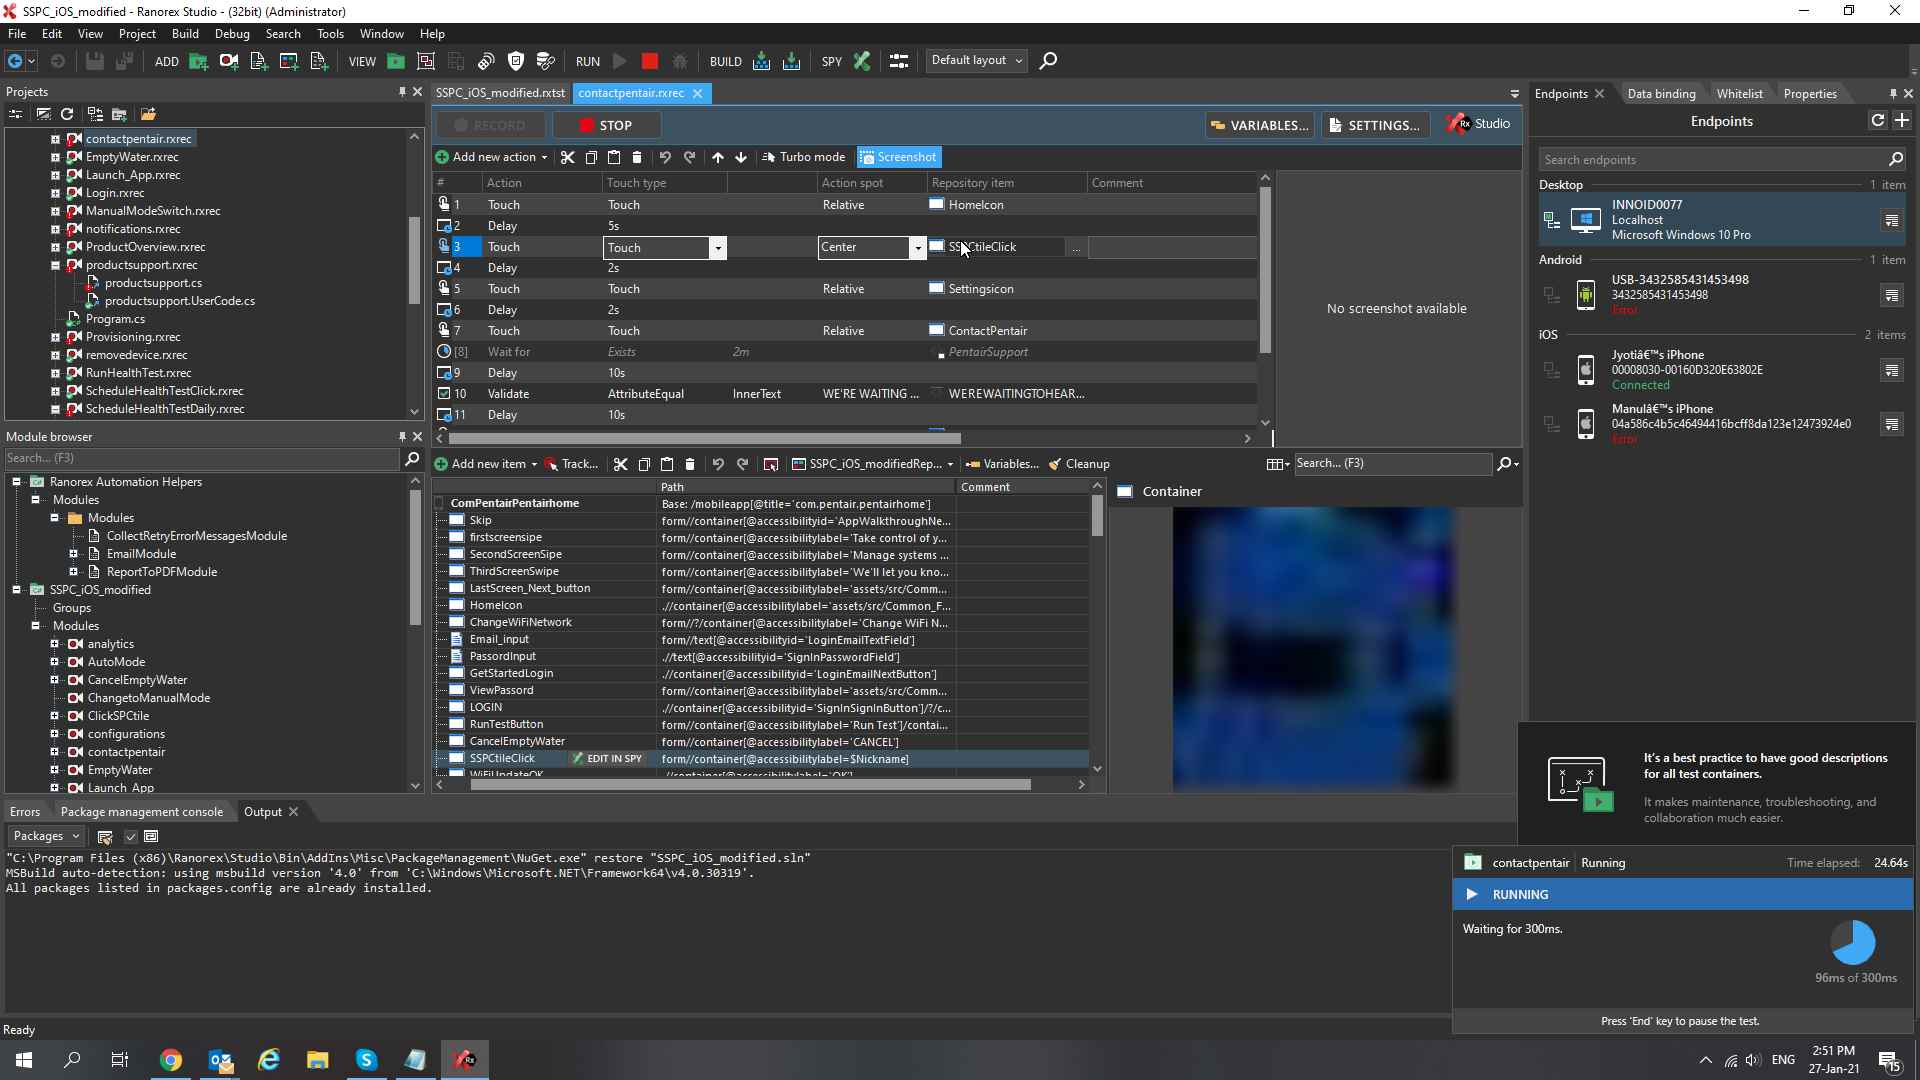 SSPC_iOS_modified - Ranorex Studio - (32bit) (Administrator)
File Edit View Project Build Debug Search Tools Window Help
ADD VIEW RUN BUILD SPY Default layout
Projects
contactpentair.rxrec
EmptyWater.rxrec
Launch_App.rxrec
Login.rxrec
ManualModeSwitch.rxrec
notifications.rxrec
ProductOverview.rxrec
productsupport.rxrec
productsupport.cs
productsupport.UserCode.cs
Program.cs
Provisioning.rxrec
removedevice.rxrec
RunHealthTest.rxrec
ScheduleHealthTestClick.rxrec
ScheduleHealthTestDaily.rxrec
Module browser
Search... (F3)
Ranorex Automation Helpers
Modules
Modules
CollectRetryErrorMessagesModule
EmailModule
ReportToPDFModule
SSPC_iOS_modified
Groups
Modules
analytics
AutoMode
CancelEmptyWater
ChangetoManualMode
ClickSPCtile
configurations
contactpentair
EmptyWater
Launch_App
SSPC_iOS_modified.rxtst contactpentair.rxrec
RECORD STOP VARIABLES... SETTINGS... Rx Studio
Add new action Turbo mode Screenshot
# Action Touch type Action spot Repository item Comment
1 Touch Touch Relative HomeIcon
2 Delay 5s
3 Touch Touch Center SSPCtileClick ...
4 Delay 2s
5 Touch Touch Relative Settingsicon
6 Delay 2s
7 Touch Touch Relative ContactPentair
[8] Wait for Exists 2m PentairSupport
9 Delay 10s
10 Validate AttributeEqual InnerText WE'RE WAITING ... WEREWAITINGTOHEAR...
11 Delay 10s
No screenshot available
Add new item Track... SSPC_iOS_modifiedRep... Variables... Cleanup Search... (F3)
Path Comment
ComPentairPentairhome Base: /mobileapp[@title='com.pentair.pentairhome']
Skip form//container[@accessibilityid='AppWalkthroughNe...
firstscreensipe form//container[@accessibilitylabel='Take control of y...
SecondScreenSipe form//container[@accessibilitylabel='Manage systems ...
ThirdScreenSwipe form//container[@accessibilitylabel='We'll let you kno...
LastScreen_Next_button form//container[@accessibilitylabel='assets/src/Comm...
HomeIcon .//container[@accessibilitylabel='assets/src/Common_F...
ChangeWiFiNetwork form//?/container[@accessibilitylabel='Change WiFi N...
Email_input form//text[@accessibilityid='LoginEmailTextField']
PassordInput .//text[@accessibilityid='SignInPasswordField']
GetStartedLogin .//container[@accessibilityid='LoginEmailNextButton']
ViewPassord form//container[@accessibilitylabel='assets/src/Comm...
LOGIN .//container[@accessibilityid='SignInSignInButton']/?/c...
RunTestButton form//container[@accessibilitylabel='Run Test']/contai...
CancelEmptyWater form//container[@accessibilitylabel='CANCEL']
SSPCtileClick EDIT IN SPY form//container[@accessibilitylabel=$Nickname]
WiFiUpdateOK .//container[@accessibilitylabel='OK']
Container
Endpoints Data binding Whitelist Properties
Endpoints
Search endpoints
Desktop 1 item
INNOID0077
Localhost
Microsoft Windows 10 Pro
Android 1 item
USB-3432585431453498
3432585431453498
Error
iOS 2 items
Jyotiâ€™s iPhone
00008030-00160D320E63802E
Connected
Manulâ€™s iPhone
04a586c4b5c46494416bcff8da123e12473924e0
Error
It's a best practice to have good descriptions
for all test containers.
It makes maintenance, troubleshooting, and
collaboration much easier.
contactpentair Running Time elapsed: 24.64s
RUNNING
Waiting for 300ms.
96ms of 300ms
Press 'End' key to pause the test.
Errors Package management console Output
Packages
"C:\Program Files (x86)\Ranorex\Studio\Bin\AddIns\Misc\PackageManagement\NuGet.exe" restore "SSPC_iOS_modified.sln"
MSBuild auto-detection: using msbuild version '4.0' from 'C:\Windows\Microsoft.NET\Framework64\v4.0.30319'.
All packages listed in packages.config are already installed.
Ready
ENG
2:51 PM
27-Jan-21
15